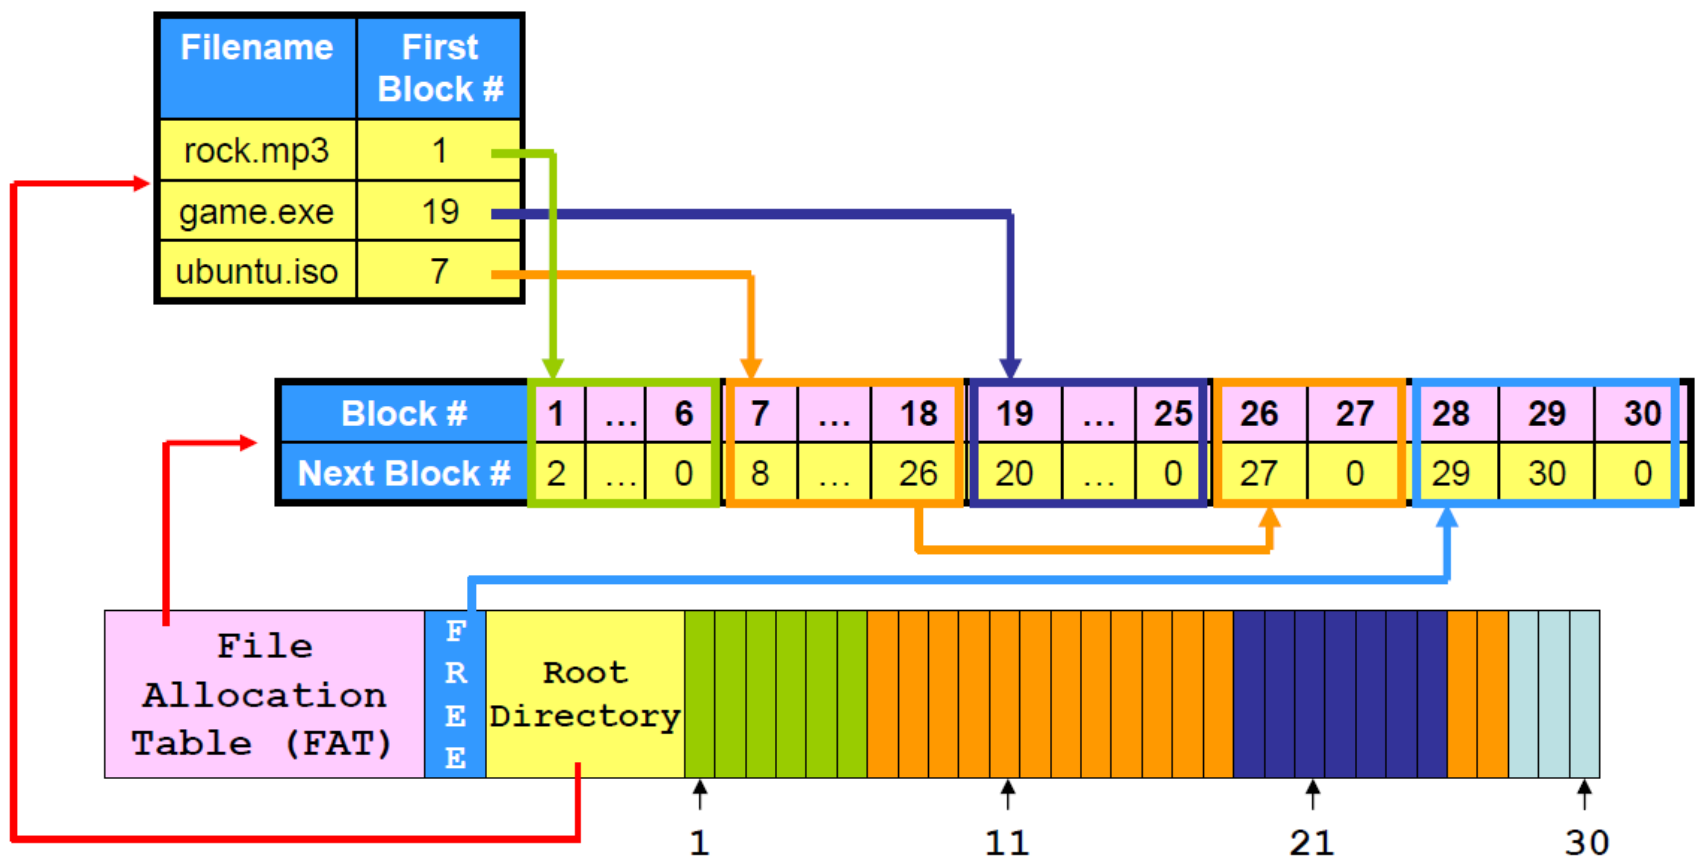 Filename First Block #
rock.mp3 1
game.exe 19
ubuntu.iso 7
Block # 1 ... 6 7 ... 18 19 ... 25 26 27 28 29 30
Next Block # 2 ... 0 8 ... 26 20 ... 0 27 0 29 30 0
File
Allocation
Table (FAT)
FREE
Root
Directory
1 11 21 30